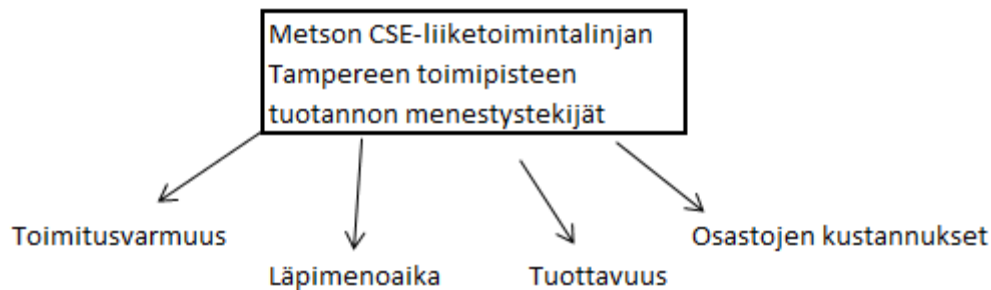 Metson CSE-liiketoimintalinjan
Tampereen toimipisteen
tuotannon menestystekijät
Toimitusvarmuus
Osastojen kustannukset
Läpimenoaika
Tuottavuus